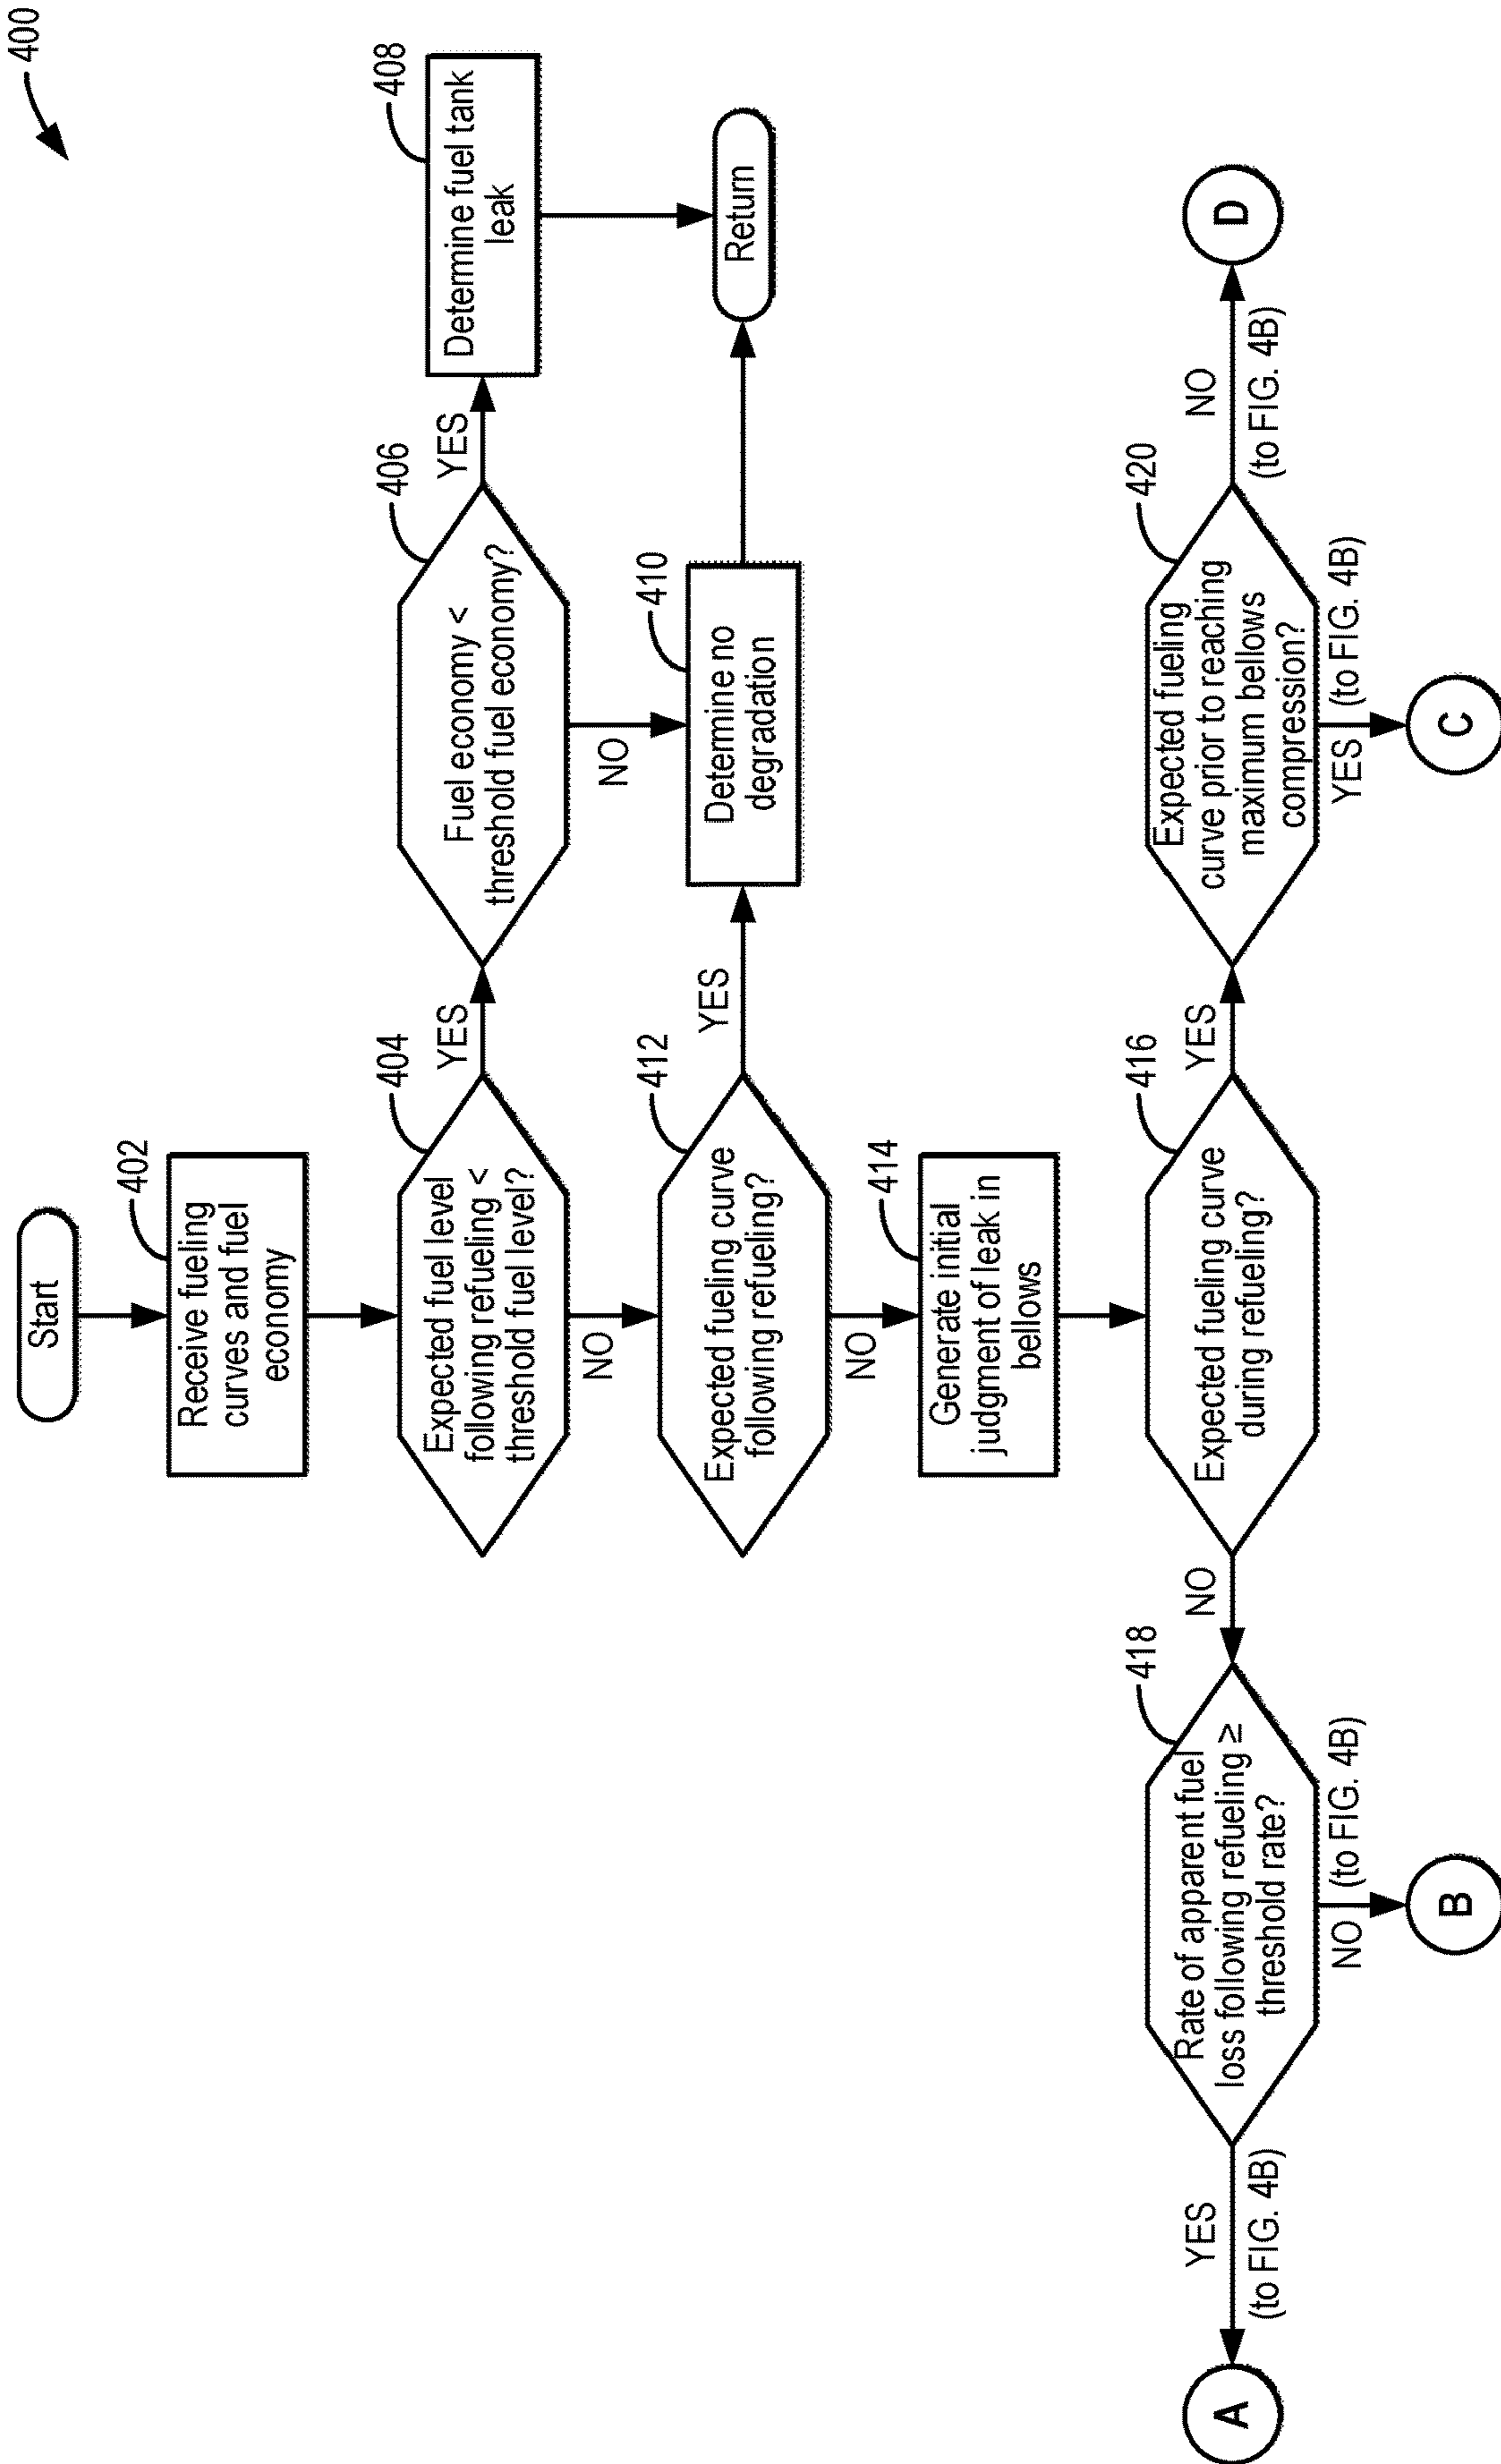 400
Start
402
Receive fueling
curves and fuel
economy
404
Expected fuel level
following refueling <
threshold fuel level?
YES
NO
406
Fuel economy <
threshold fuel economy?
YES
NO
408
Determine fuel tank
leak
412
Expected fueling curve
following refueling?
YES
NO
410
Determine no
degradation
Return
414
Generate initial
judgment of leak in
bellows
416
Expected fueling curve
during refueling?
NO
YES
418
Rate of apparent fuel
loss following refueling ≥
threshold rate?
YES
(to FIG. 4B)
A
NO
(to FIG. 4B)
B
420
Expected fueling
curve prior to reaching
maximum bellows
compression?
YES
(to FIG. 4B)
C
NO
(to FIG. 4B)
D